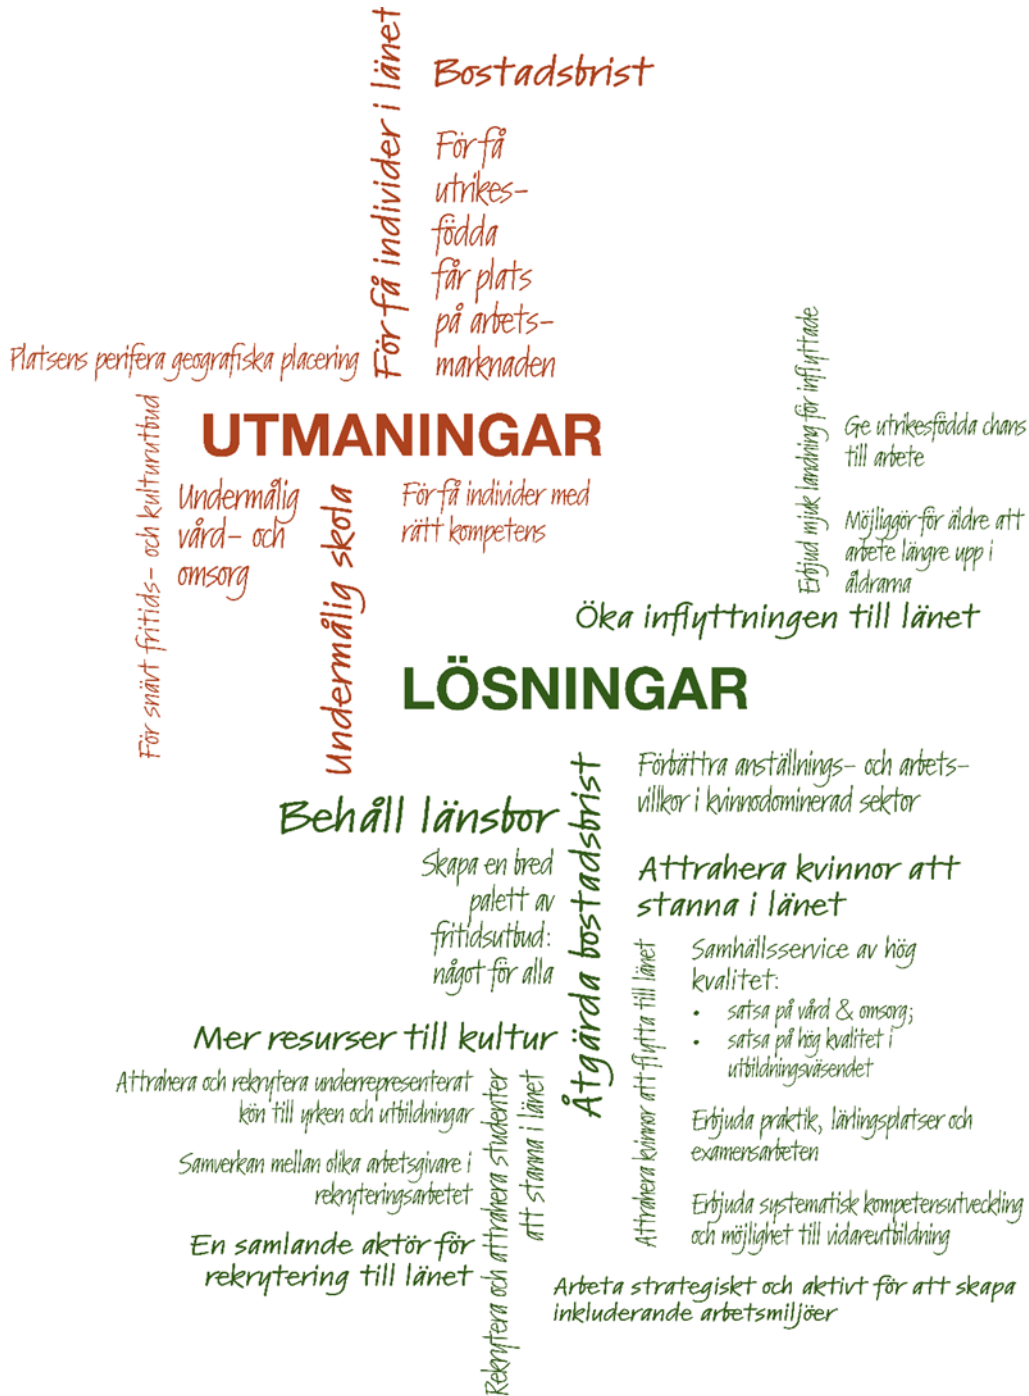 För få individer i länet
Bostadsbrist
För få
utrikes-
födda
får plats
på arbets-
marknaden
Platsens perifera geografiska placering
UTMANINGAR
För snävt fritids- och kulturutbud
Undermålig
vård- och
omsorg
Undermålig skola
För få individer med
rätt kompetens
Erbjud mjuk landning för inflyttade
Ge utrikesfödda chans
till arbete
Möjliggör för äldre att
arbete längre upp i
åldrarna
Öka inflyttningen till länet
LÖSNINGAR
Behåll länsbor
Skapa en bred
palett av
fritidsutbud:
något för alla
Åtgärda bostadsbrist
Förbättra anställnings- och arbets-
villkor i kvinnodominerad sektor
Attrahera kvinnor att
stanna i länet
Attrahera kvinnor att flytta till länet
Samhällsservice av hög
kvalitet:
• satsa på vård & omsorg;
• satsa på hög kvalitet i
utbildningsväsendet
Mer resurser till kultur
Attrahera och rekrytera underrepresenterat
kön till yrken och utbildningar
Samverkan mellan olika arbetsgivare i
rekryteringsarbetet
En samlande aktör för
rekrytering till länet
Rekrytera och attrahera studenter
att stanna i länet
Erbjuda praktik, lärlingsplatser och
examensarbeten
Erbjuda systematisk kompetensutveckling
och möjlighet till vidareutbildning
Arbeta strategiskt och aktivt för att skapa
inkluderande arbetsmiljöer